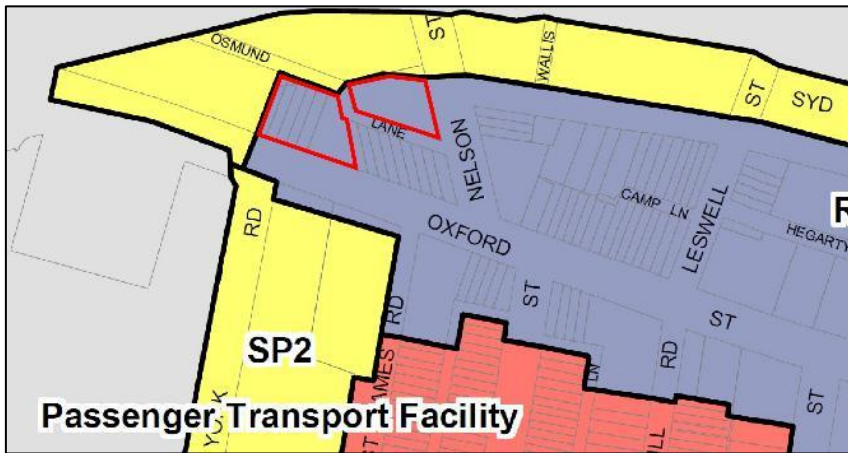 OSMUND
ST
WALLIS
ST
SYD
LANE
NELSON
CAMP LN
LESWELL
R
HEGARTY
RD
OXFORD
ST
ST
RD
SP2
RD
LN
ST
Passenger Transport Facility
YORK
ST